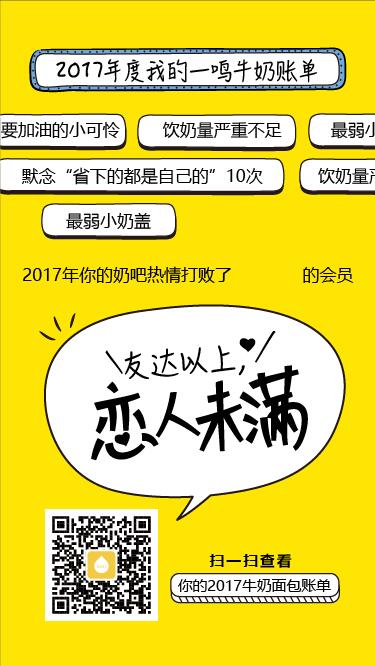 2017年度我的一鸣牛奶账单
要加油的小可怜 饮奶量严重不足 最弱小
默念“省下的都是自己的”10次 饮奶量严
最弱小奶盖
2017年你的奶吧热情打败了 的会员
友达以上,
恋人未满
扫一扫查看
你的2017牛奶面包账单